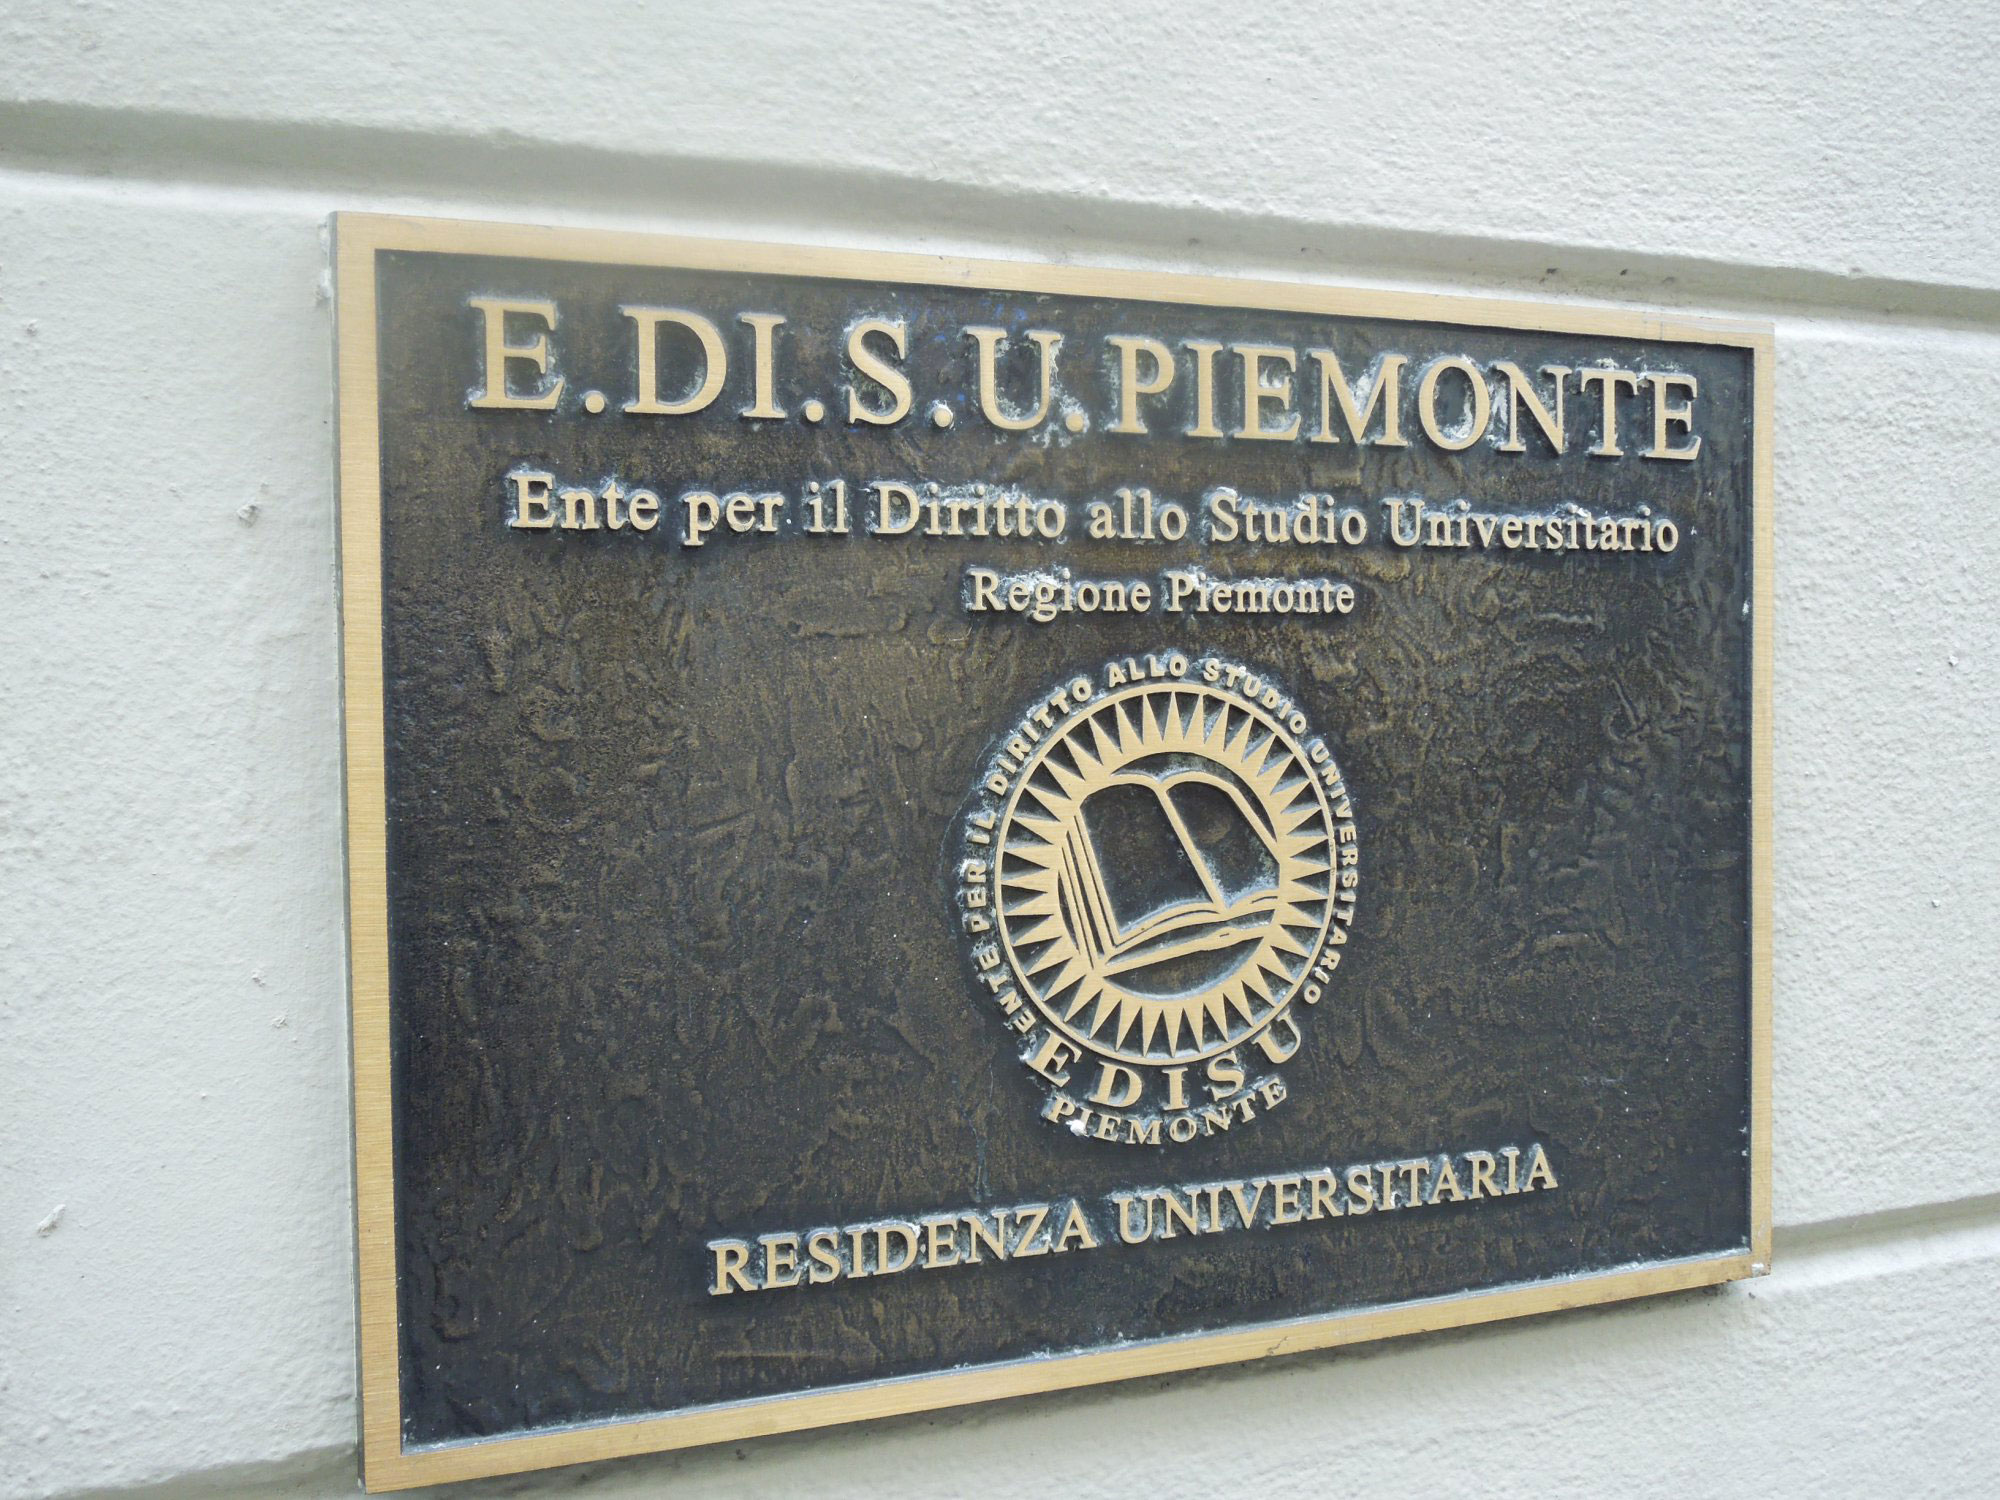 E.DI.S.U.PIEMONTE
Ente per il Diritto allo Studio Universitario
Regione Piemonte
ENTE PER IL DIRITTO ALLO STUDIO UNIVERSITARIO
EDISU
PIEMONTE
RESIDENZA UNIVERSITARIA